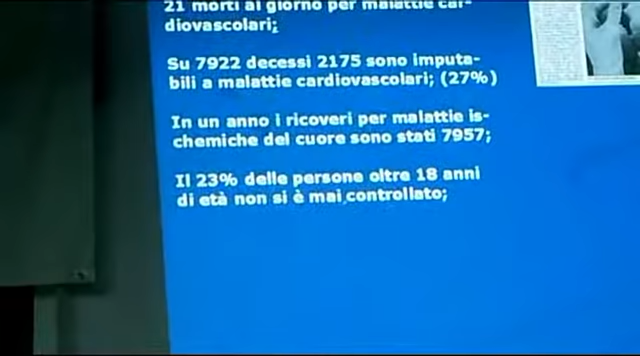 21 morti al giorno per malattie car-
diovascolari;
Su 7922 decessi 2175 sono imputa-
bili a malattie cardiovascolari; (27%)
In un anno i ricoveri per malattie is-
chemiche del cuore sono stati 7957;
Il 23% delle persone oltre 18 anni
di età non si è mai controllato;